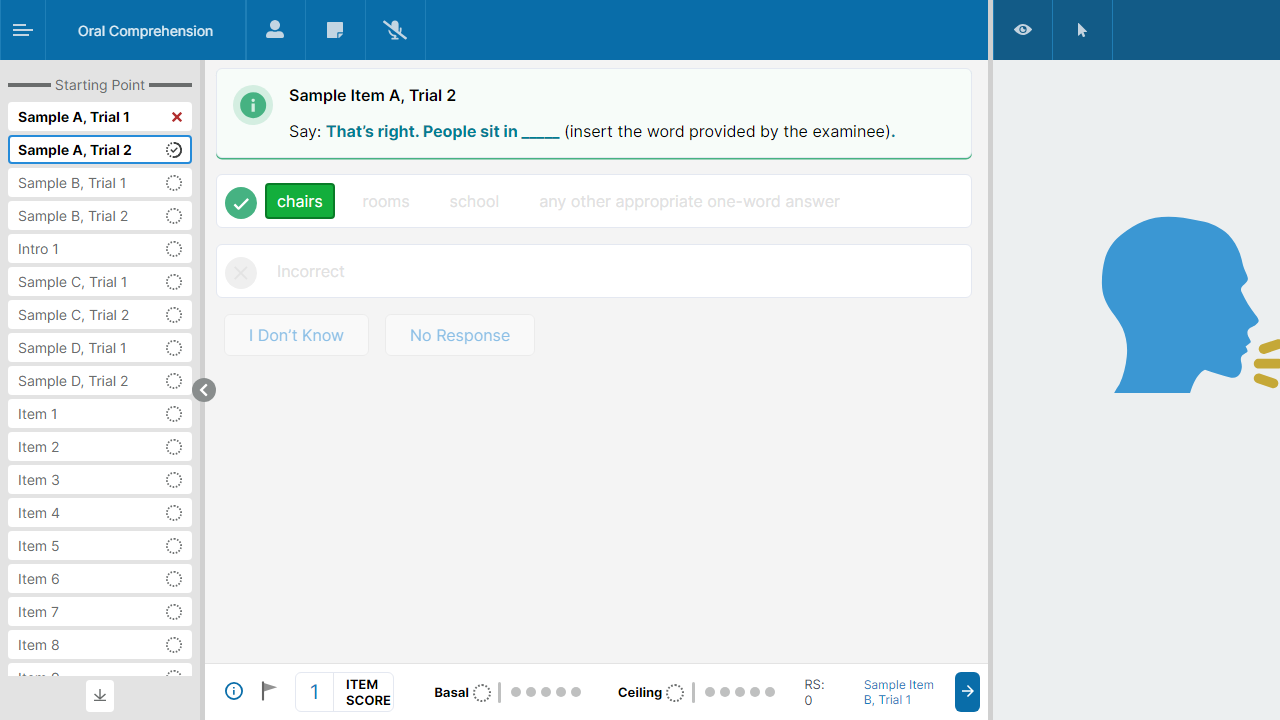 Oral Comprehension
Starting Point
Sample A, Trial 1
Sample A, Trial 2
Sample B, Trial 1
Sample B, Trial 2
Intro 1
Sample C, Trial 1
Sample C, Trial 2
Sample D, Trial 1
Sample D, Trial 2
Item 1
Item 2
Item 3
Item 4
Item 5
Item 6
Item 7
Item 8
Sample Item A, Trial 2
Say: That’s right. People sit in _____ (insert the word provided by the examinee).
chairs rooms school any other appropriate one-word answer
Incorrect
I Don’t Know No Response
1
ITEM
SCORE
Basal
Ceiling
RS:
0
Sample Item
B, Trial 1